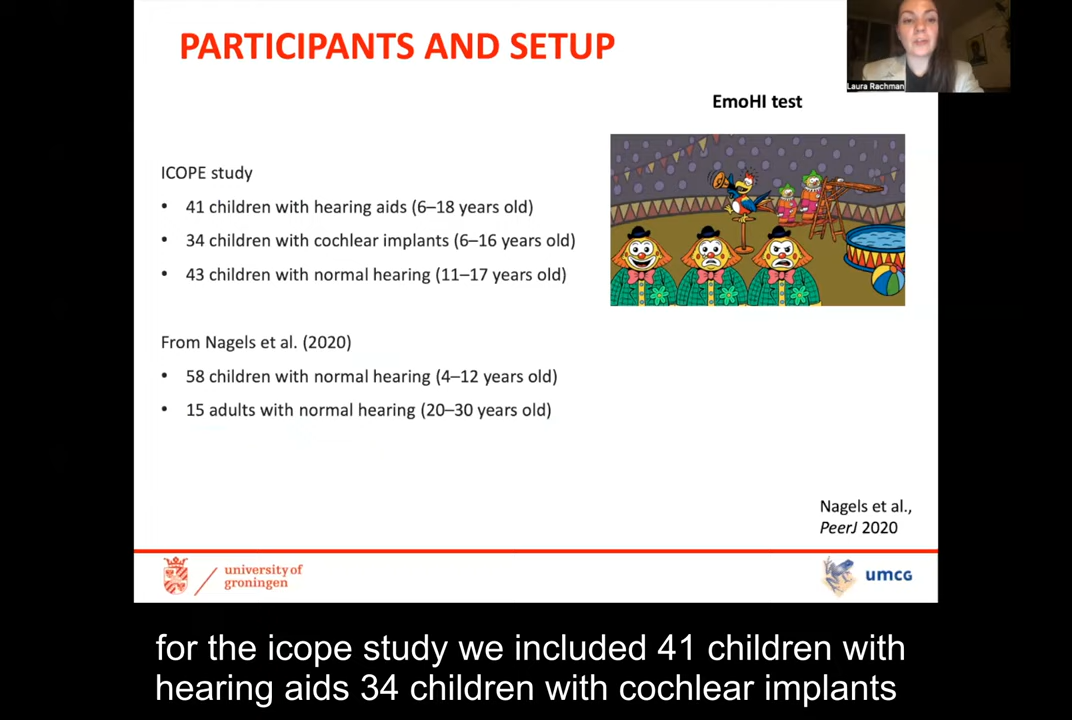 PARTICIPANTS AND SETUP
Laura Rachman
EmoHI test
ICOPE study
• 41 children with hearing aids (6–18 years old)
• 34 children with cochlear implants (6–16 years old)
• 43 children with normal hearing (11–17 years old)
From Nagels et al. (2020)
• 58 children with normal hearing (4–12 years old)
• 15 adults with normal hearing (20–30 years old)
Nagels et al.,
PeerJ 2020
university of
groningen
umcg
for the icope study we included 41 children with
hearing aids 34 children with cochlear implants